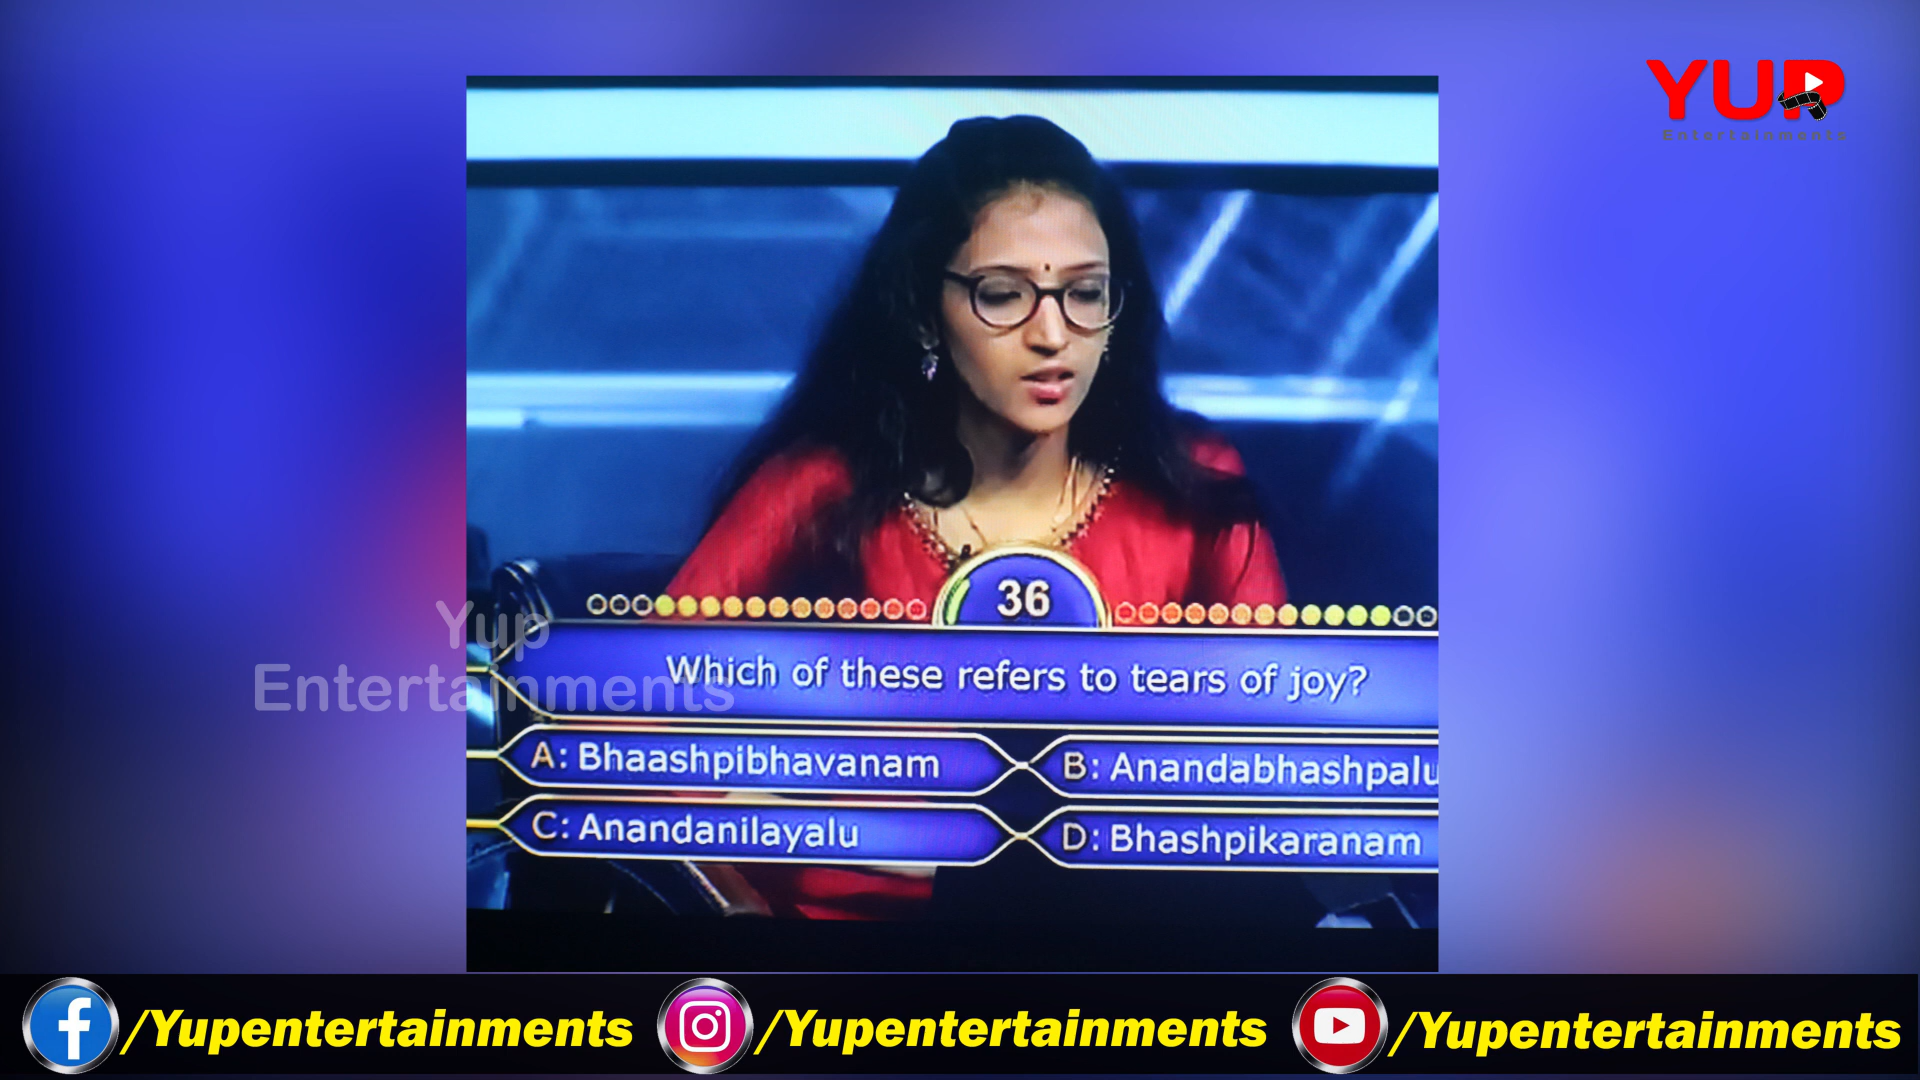 YUP
Entertainments
36
Yup
Entertainments
Which of these refers to tears of joy?
A: Bhaashpibhavanam
B: Anandabhashpalu
C: Anandanilayalu
D: Bhashpikaranam
/Yupentertainments
/Yupentertainments
/Yupentertainments